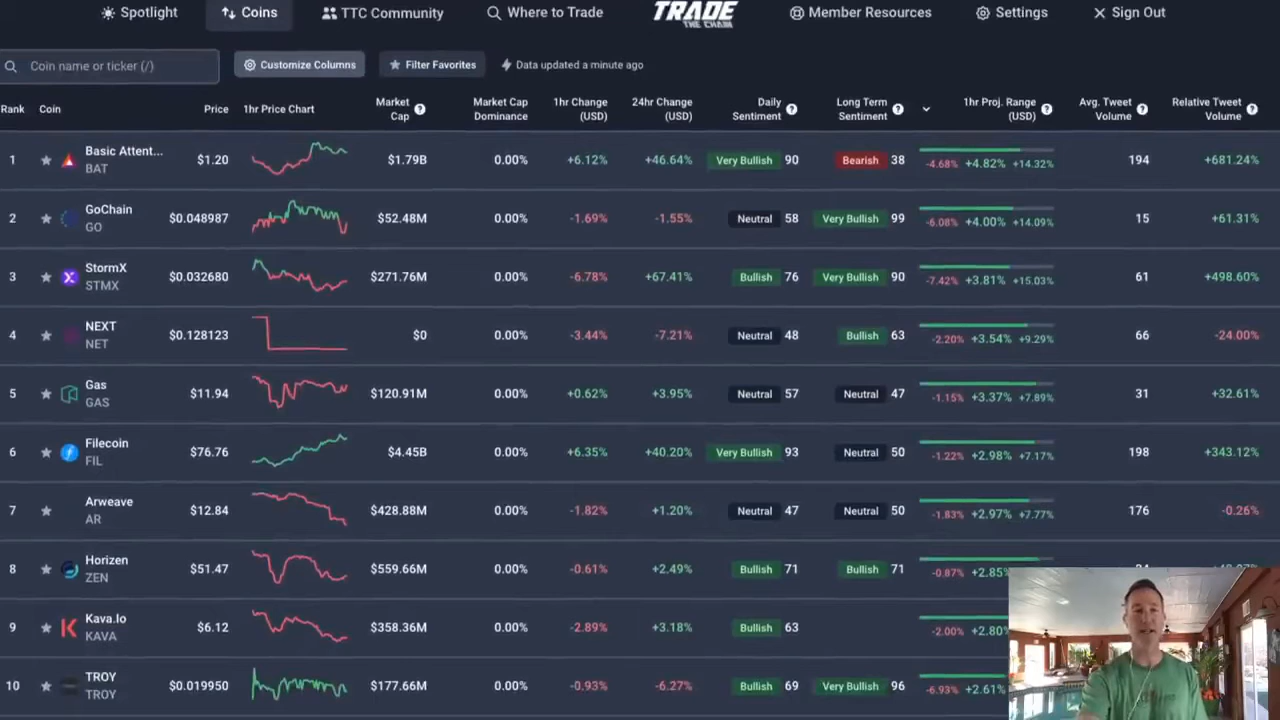 Spotlight Coins TTC Community Where to Trade TRADE THE CHAIN Member Resources Settings Sign Out
Coin name or ticker (/) Customize Columns Filter Favorites Data updated a minute ago
Rank Coin Price 1hr Price Chart Market Cap Market Cap Dominance 1hr Change (USD) 24hr Change (USD) Daily Sentiment Long Term Sentiment 1hr Proj. Range (USD) Avg. Tweet Volume Relative Tweet Volume
1 Basic Attent... BAT $1.20 $1.79B 0.00% +6.12% +46.64% Very Bullish 90 Bearish 38 -4.68% +4.82% +14.32% 194 +681.24%
2 GoChain GO $0.048987 $52.48M 0.00% -1.69% -1.55% Neutral 58 Very Bullish 99 -6.08% +4.00% +14.09% 15 +61.31%
3 StormX STMX $0.032680 $271.76M 0.00% -6.78% +67.41% Bullish 76 Very Bullish 90 -7.42% +3.81% +15.03% 61 +498.60%
4 NEXT NET $0.128123 $0 0.00% -3.44% -7.21% Neutral 48 Bullish 63 -2.20% +3.54% +9.29% 66 -24.00%
5 Gas GAS $11.94 $120.91M 0.00% +0.62% +3.95% Neutral 57 Neutral 47 -1.15% +3.37% +7.89% 31 +32.61%
6 Filecoin FIL $76.76 $4.45B 0.00% +6.35% +40.20% Very Bullish 93 Neutral 50 -1.22% +2.98% +7.17% 198 +343.12%
7 Arweave AR $12.84 $428.88M 0.00% -1.82% +1.20% Neutral 47 Neutral 50 -1.83% +2.97% +7.77% 176 -0.26%
8 Horizen ZEN $51.47 $559.66M 0.00% -0.61% +2.49% Bullish 71 Bullish 71 -0.87% +2.85%
9 Kava.Io KAVA $6.12 $358.36M 0.00% -2.89% +3.18% Bullish 63 -2.00% +2.80%
10 TROY TROY $0.019950 $177.66M 0.00% -0.93% -6.27% Bullish 69 Very Bullish 96 -6.93% +2.61%